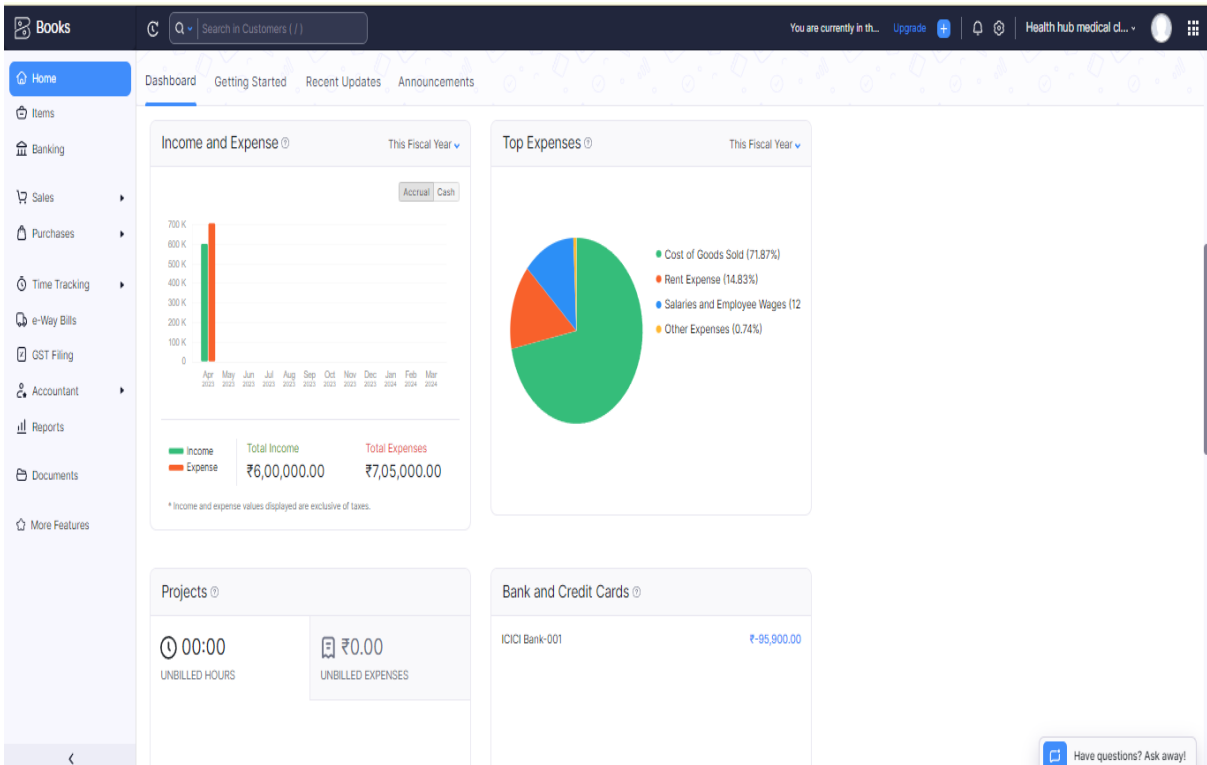 Books
Search in Customers ( / )
You are currently in th... Upgrade
Health hub medical cl...
Home
Items
Banking
Sales
Purchases
Time Tracking
e-Way Bills
GST Filing
Accountant
Reports
Documents
More Features
Dashboard Getting Started Recent Updates Announcements
Income and Expense
This Fiscal Year
Accrual Cash
700 K
600 K
500 K
400 K
300 K
200 K
100 K
0
Apr May Jun Jul Aug Sep Oct Nov Dec Jan Feb Mar
2023 2023 2023 2023 2023 2023 2023 2023 2023 2024 2024 2024
Income
Expense
Total Income
₹6,00,000.00
Total Expenses
₹7,05,000.00
* Income and expense values displayed are exclusive of taxes.
Top Expenses
This Fiscal Year
Cost of Goods Sold (71.87%)
Rent Expense (14.83%)
Salaries and Employee Wages (12
Other Expenses (0.74%)
Projects
00:00
UNBILLED HOURS
₹0.00
UNBILLED EXPENSES
Bank and Credit Cards
ICICI Bank-001 ₹-95,900.00
Have questions? Ask away!